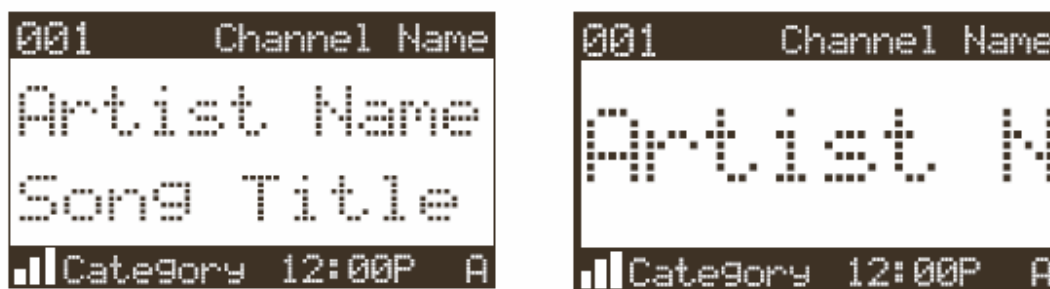 001 Channel Name
Artist Name
Song Title
Category 12:00P A
001 Channel Name
Artist N
Category 12:00P A